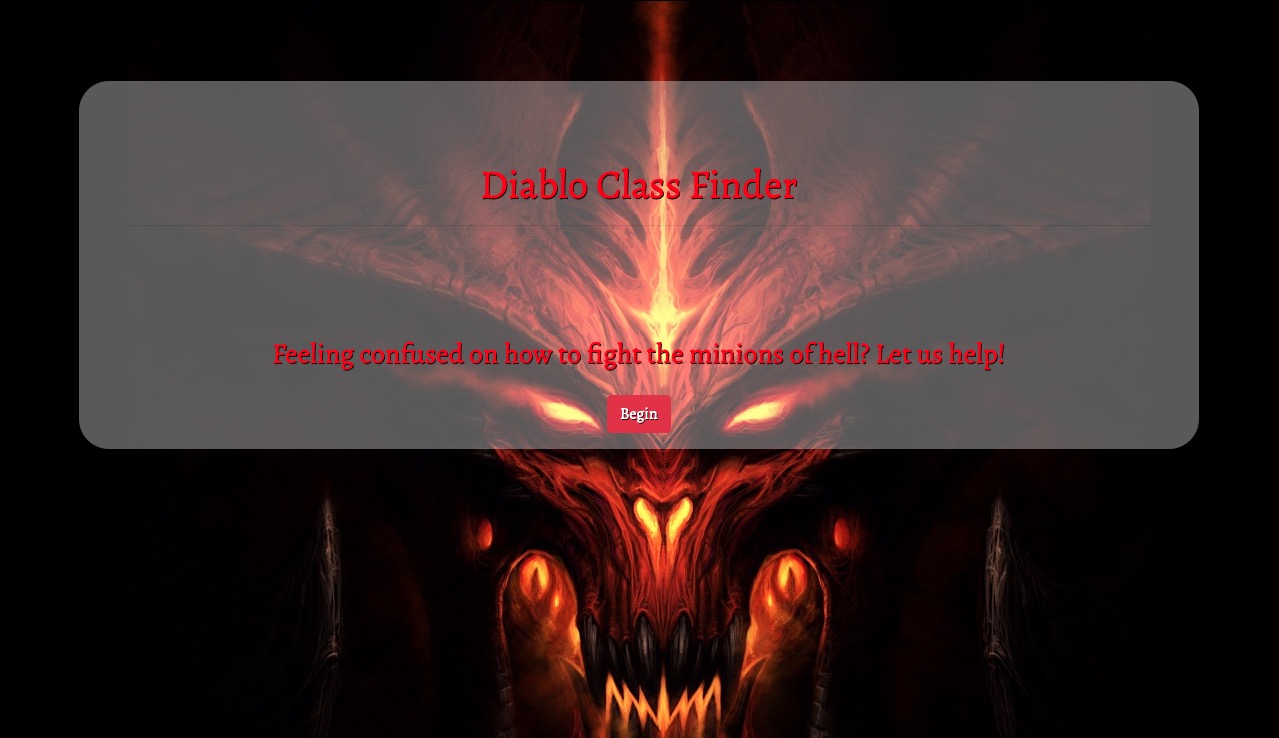 Diablo Class Finder
Feeling confused on how to fight the minions of hell? Let us help!
Begin